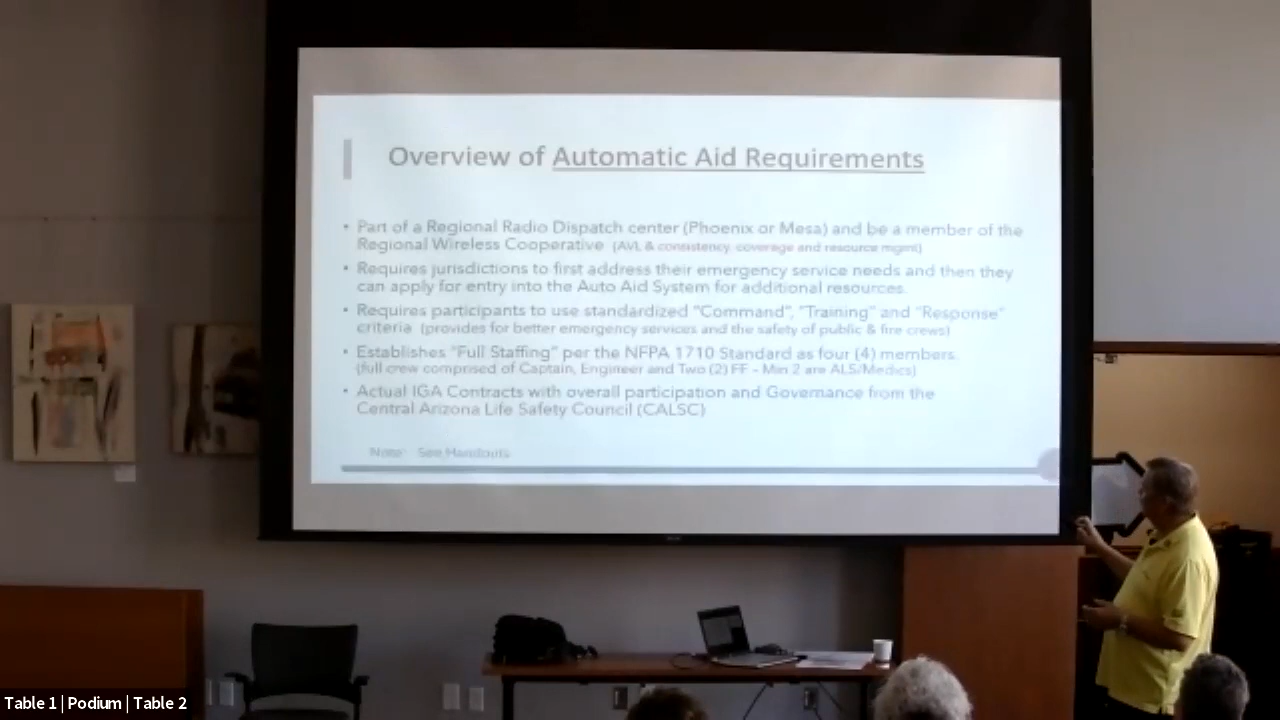 Overview of Automatic Aid Requirements
• Part of a Regional Radio Dispatch center (Phoenix or Mesa) and be a member of the
Regional Wireless Cooperative (AVL & consistency, coverage and resource mgmt)
• Requires jurisdictions to first address their emergency service needs and then they
can apply for entry into the Auto Aid System for additional resources.
• Requires participants to use standardized "Command", "Training" and "Response"
criteria (provides for better emergency services and the safety of public & fire crews)
• Establishes "Full Staffing" per the NFPA 1710 Standard as four (4) members.
(full crew comprised of Captain, Engineer and Two (2) FF - Min 2 are ALS/Medics)
• Actual IGA Contracts with overall participation and Governance from the
Central Arizona Life Safety Council (CALSC)
Note: See Handouts
Table 1 | Podium | Table 2